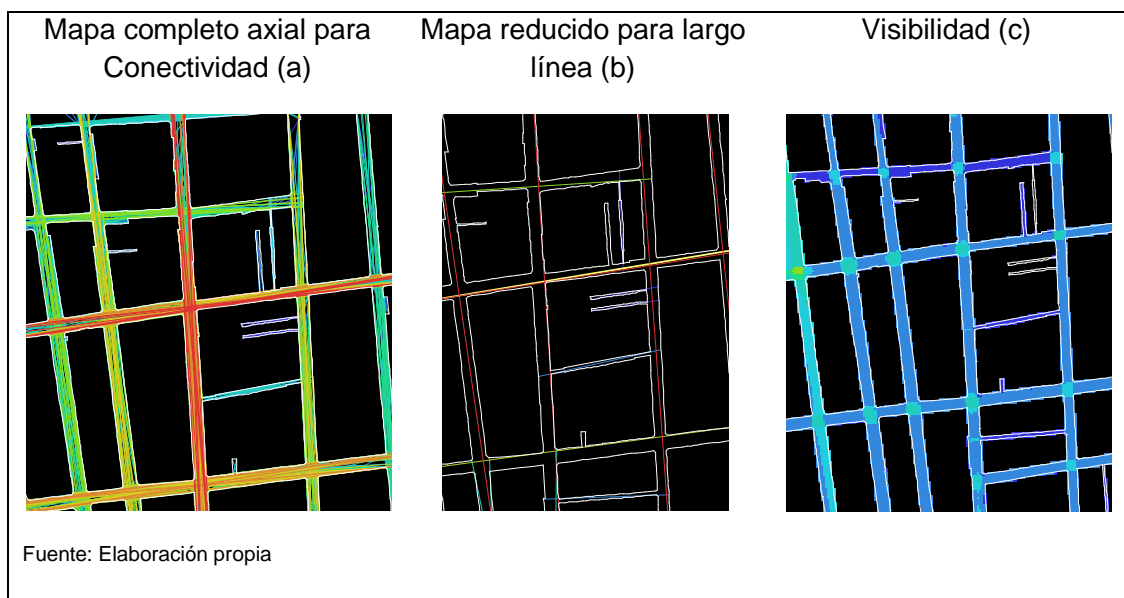 Mapa completo axial para
Conectividad (a)
Mapa reducido para largo
línea (b)
Visibilidad (c)
Fuente: Elaboración propia